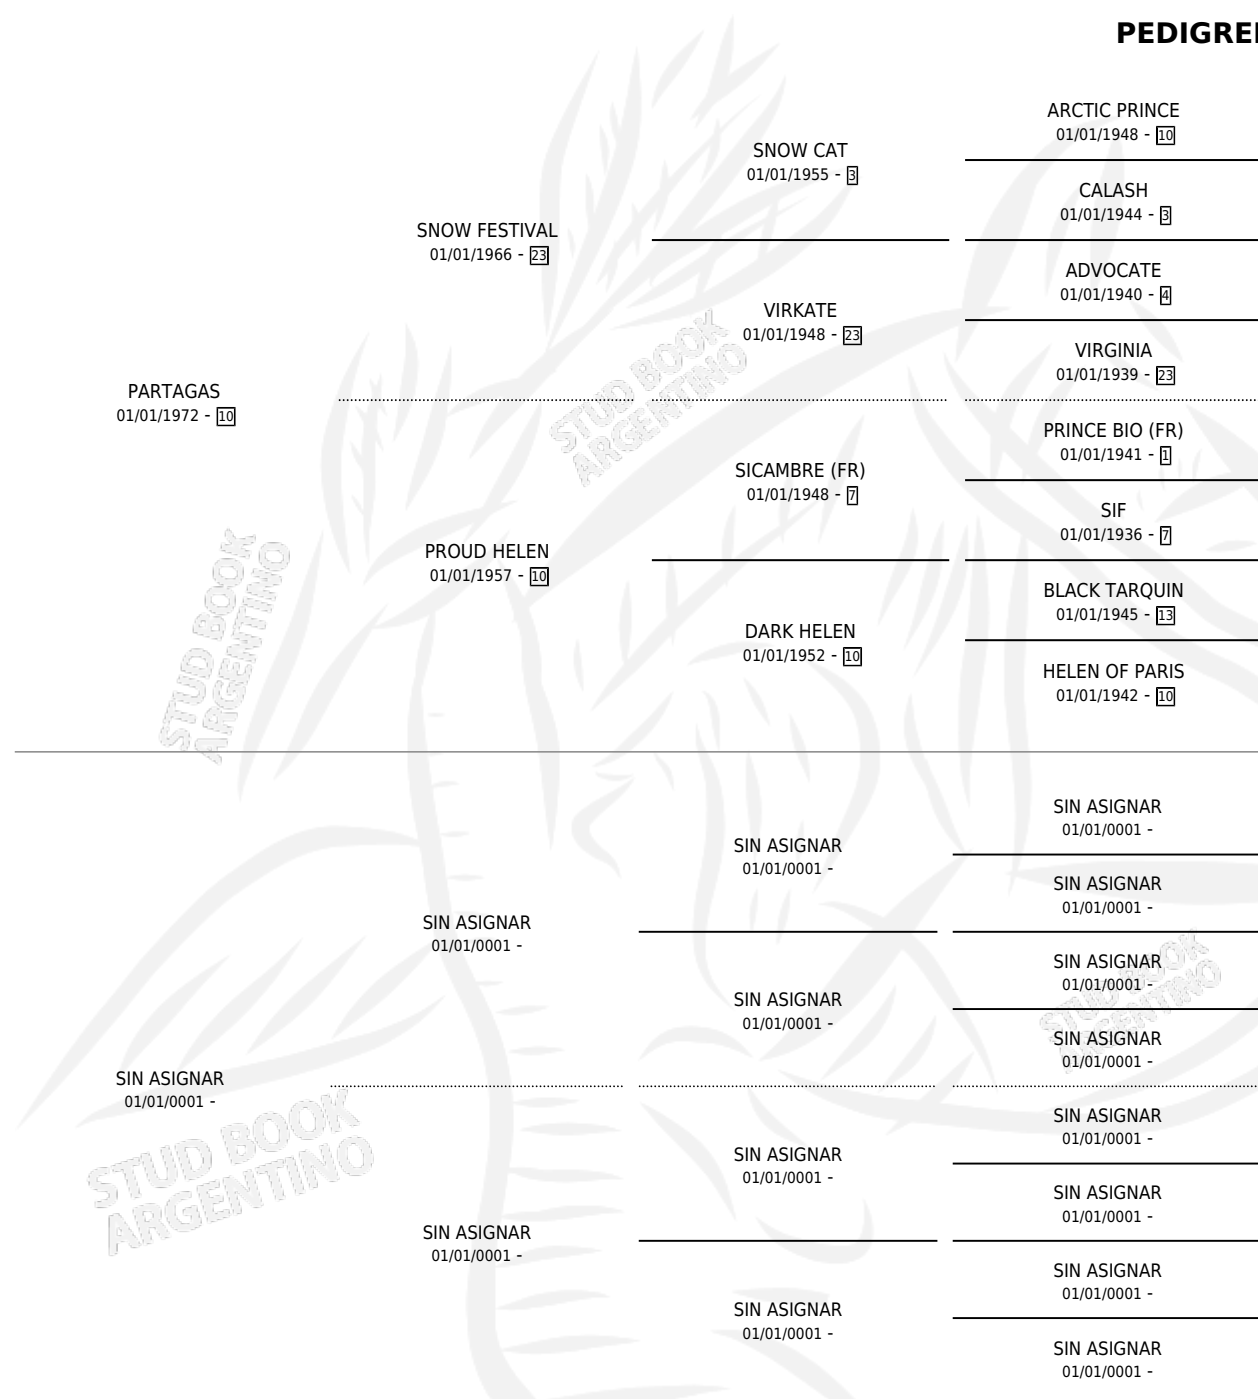 PEDIGREE
ARCTIC PRINCE
01/01/1948 - 10
SNOW CAT
01/01/1955 - 3
CALASH
01/01/1944 - 3
SNOW FESTIVAL
01/01/1966 - 23
ADVOCATE
01/01/1940 - 4
VIRKATE
01/01/1948 - 23
VIRGINIA
01/01/1939 - 23
PARTAGAS
01/01/1972 - 10
PRINCE BIO (FR)
01/01/1941 - 1
SICAMBRE (FR)
01/01/1948 - 7
SIF
01/01/1936 - 7
PROUD HELEN
01/01/1957 - 10
BLACK TARQUIN
01/01/1945 - 13
DARK HELEN
01/01/1952 - 10
HELEN OF PARIS
01/01/1942 - 10
SIN ASIGNAR
01/01/0001 -
SIN ASIGNAR
01/01/0001 -
SIN ASIGNAR
01/01/0001 -
SIN ASIGNAR
01/01/0001 -
SIN ASIGNAR
01/01/0001 -
SIN ASIGNAR
01/01/0001 -
SIN ASIGNAR
01/01/0001 -
SIN ASIGNAR
01/01/0001 -
SIN ASIGNAR
01/01/0001 -
SIN ASIGNAR
01/01/0001 -
SIN ASIGNAR
01/01/0001 -
SIN ASIGNAR
01/01/0001 -
SIN ASIGNAR
01/01/0001 -
SIN ASIGNAR
01/01/0001 -
SIN ASIGNAR
01/01/0001 -
STUD BOOK
ARGENTINO
STUD BOOK
ARGENTINO
STUD BOOK
ARGENTINO
STUD BOOK
ARGENTINO